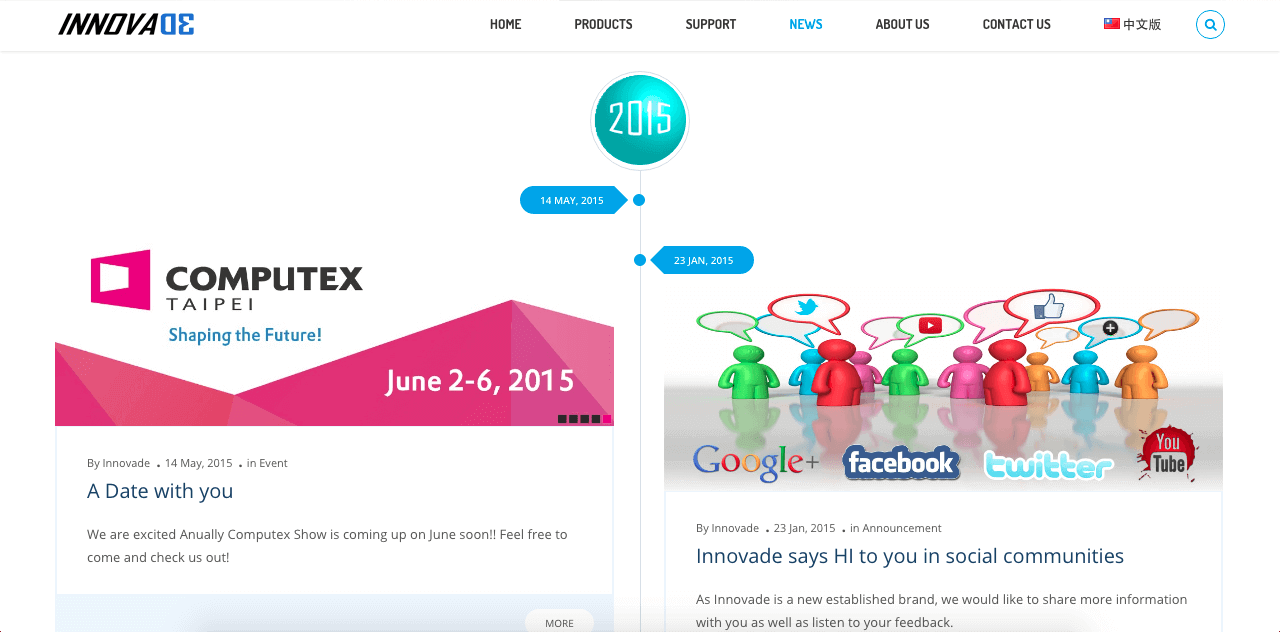 INNOVADE
HOME
PRODUCTS
SUPPORT
NEWS
ABOUT US
CONTACT US
中文版
2015
14 MAY, 2015
23 JAN, 2015
COMPUTEX
TAIPEI
Shaping the Future!
June 2-6, 2015
By Innovade • 14 May, 2015 • in Event
A Date with you
We are excited Anually Computex Show is coming up on June soon!! Feel free to
come and check us out!
MORE
Google+
facebook
twitter
You
Tube
By Innovade • 23 Jan, 2015 • in Announcement
Innovade says HI to you in social communities
As Innovade is a new established brand, we would like to share more information
with you as well as listen to your feedback.